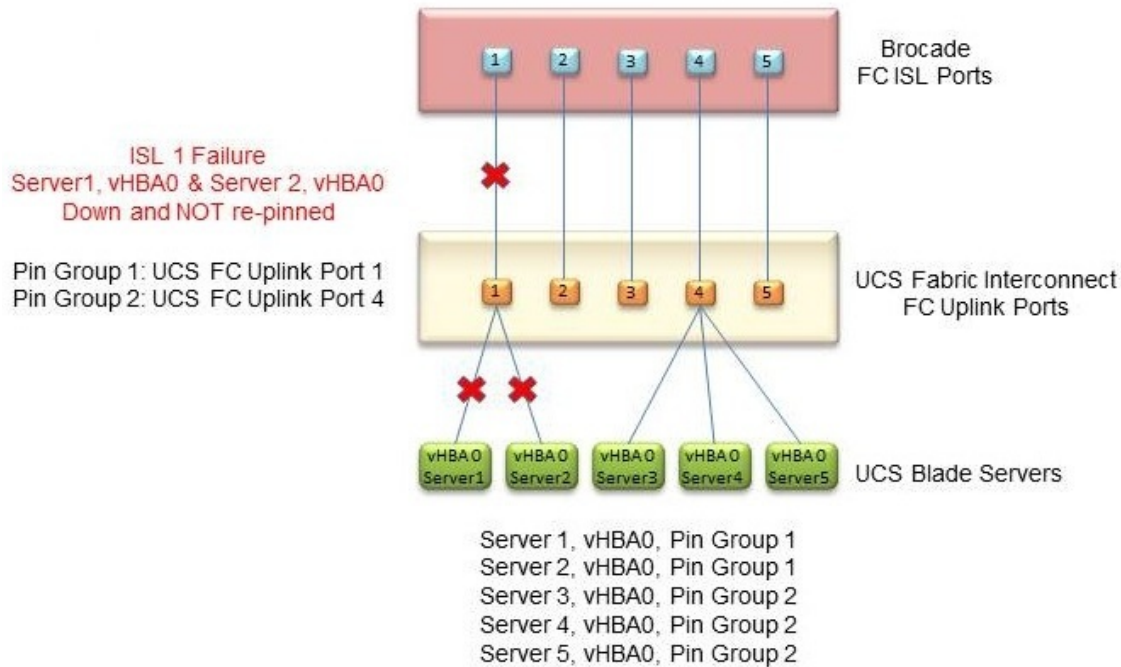 1 2 3 4 5
Brocade
FC ISL Ports
ISL 1 Failure
Server1, vHBA0 & Server 2, vHBA0
Down and NOT re-pinned
Pin Group 1: UCS FC Uplink Port 1
Pin Group 2: UCS FC Uplink Port 4
1 2 3 4 5
UCS Fabric Interconnect
FC Uplink Ports
vHBA0 vHBA0 vHBA0 vHBA0 vHBA0
Server1 Server2 Server3 Server4 Server5
UCS Blade Servers
Server 1, vHBA0, Pin Group 1
Server 2, vHBA0, Pin Group 1
Server 3, vHBA0, Pin Group 2
Server 4, vHBA0, Pin Group 2
Server 5, vHBA0, Pin Group 2